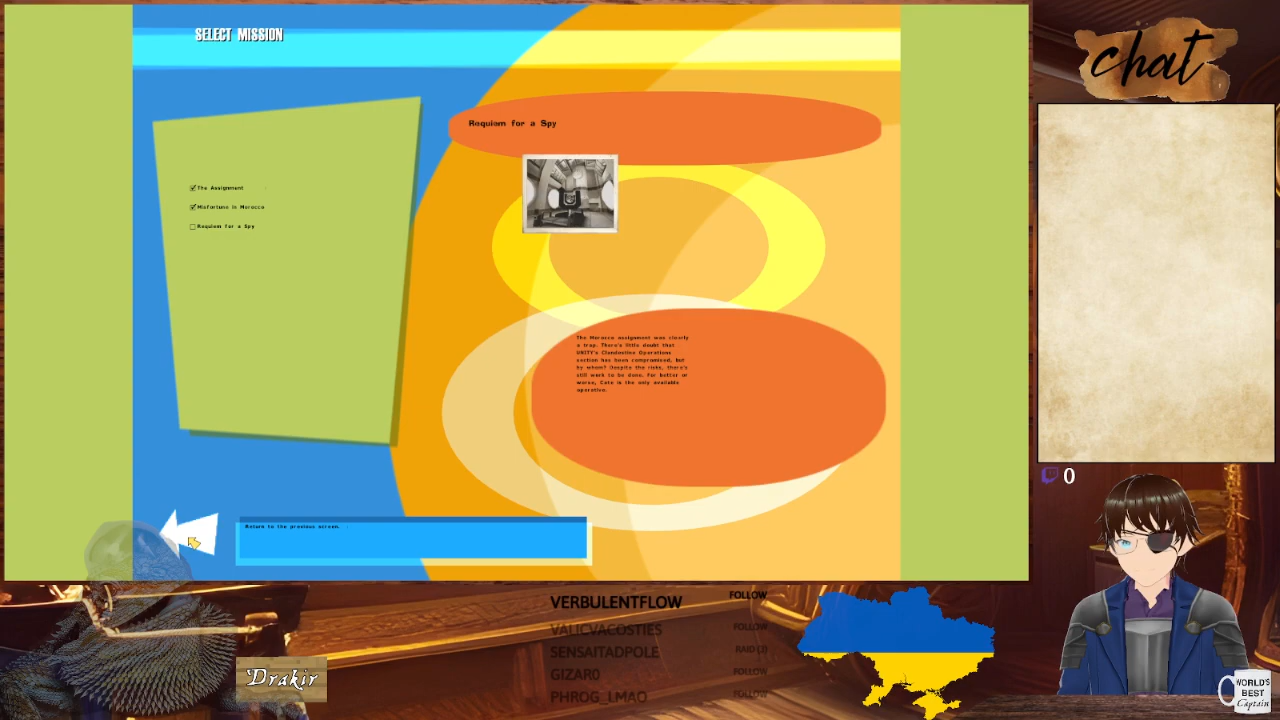 SELECT MISSION
Requiem for a Spy
The Assignment
Misfortune in Morocco
Requiem for a Spy
The Morocco assignment was clearly
a trap. There's little doubt that
UNITY's Clandestine Operations
section has been compromised, but
by whom? Despite the risks, there's
still work to be done. For better or
worse, Cate is the only available
operative.
Return to the previous screen.
chat
0
VERBULENTFLOW FOLLOW
VALICVACOSTIES FOLLOW
SENSAITADPOLE RAID (1)
GIZAR0 FOLLOW
PHROG_LMAO FOLLOW
Drakir
WORLD'S
BEST
Captain